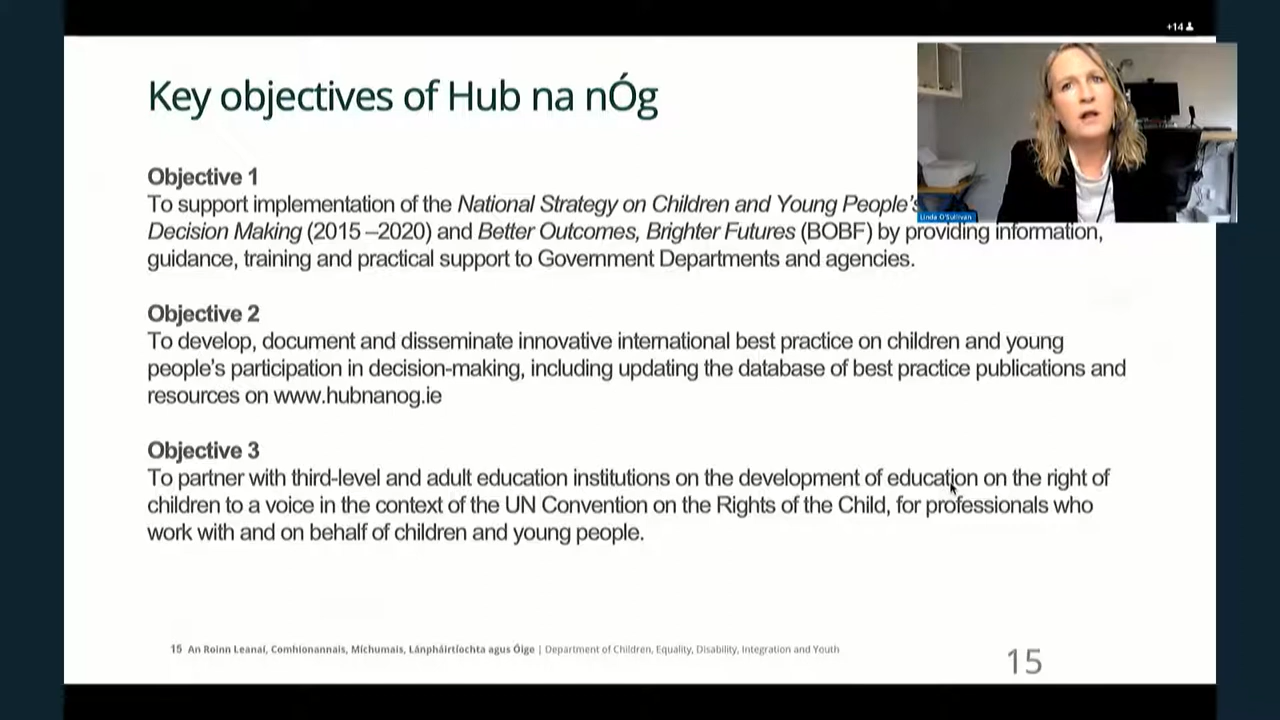 +14
Key objectives of Hub na nÓg
Linda O'Sullivan
Objective 1
To support implementation of the National Strategy on Children and Young People's
Decision Making (2015 –2020) and Better Outcomes, Brighter Futures (BOBF) by providing information,
guidance, training and practical support to Government Departments and agencies.
Objective 2
To develop, document and disseminate innovative international best practice on children and young
people's participation in decision-making, including updating the database of best practice publications and
resources on www.hubnanog.ie
Objective 3
To partner with third-level and adult education institutions on the development of education on the right of
children to a voice in the context of the UN Convention on the Rights of the Child, for professionals who
work with and on behalf of children and young people.
15 An Roinn Leanaí, Comhionannais, Míchumais, Lánpháirtíochta agus Óige | Department of Children, Equality, Disability, Integration and Youth
15